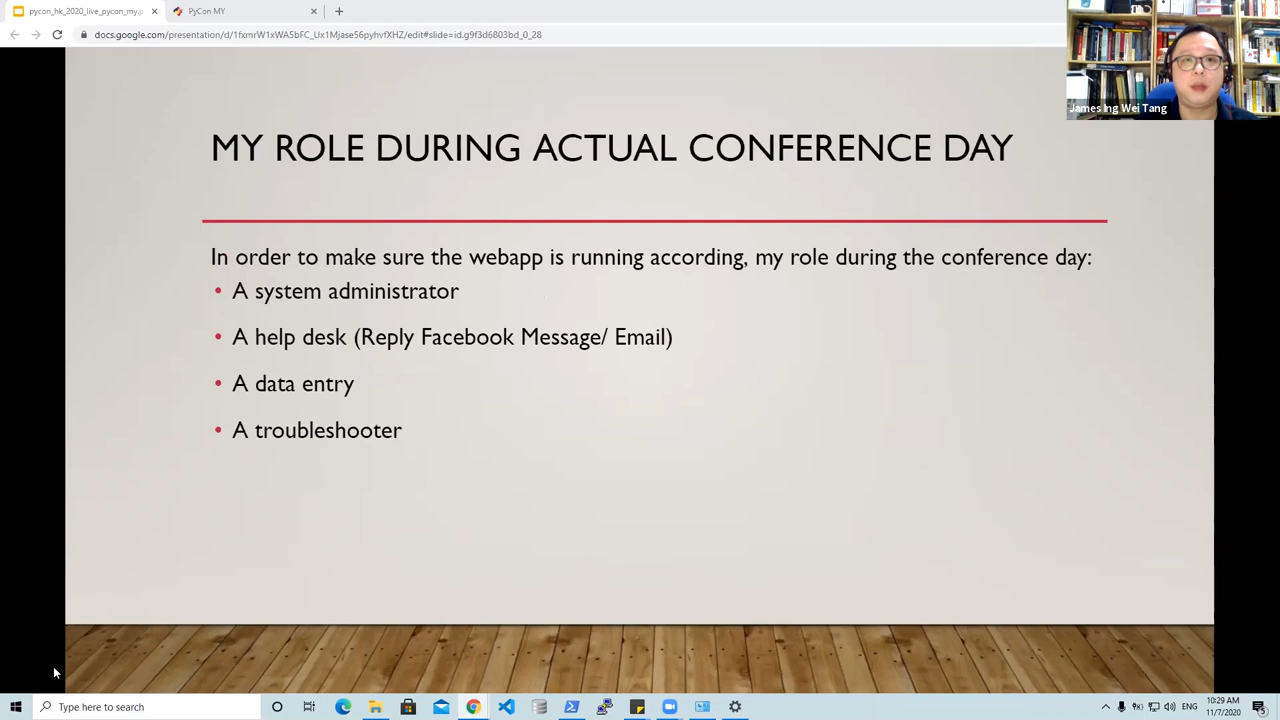 pycon_hk_2020_live_pycon_my.p
PyCon MY
docs.google.com/presentation/d/1fxmrW1xWA5bFC_Ux1Mjase56pyhvfXHZ/edit#slide=id.g9f3d6803bd_0_28
James Ing Wei Tang
MY ROLE DURING ACTUAL CONFERENCE DAY
In order to make sure the webapp is running according, my role during the conference day:
• A system administrator
• A help desk (Reply Facebook Message/ Email)
• A data entry
• A troubleshooter
Type here to search
ENG
10:29 AM
11/7/2020
5